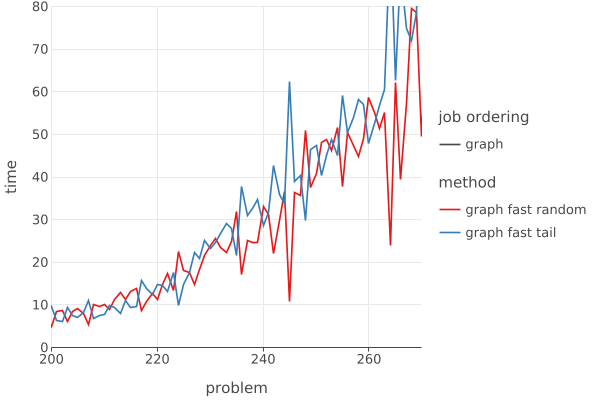 80
70
60
50
40
30
20
10
0
time
200
220
240
260
problem
job ordering
graph
method
graph fast random
graph fast tail